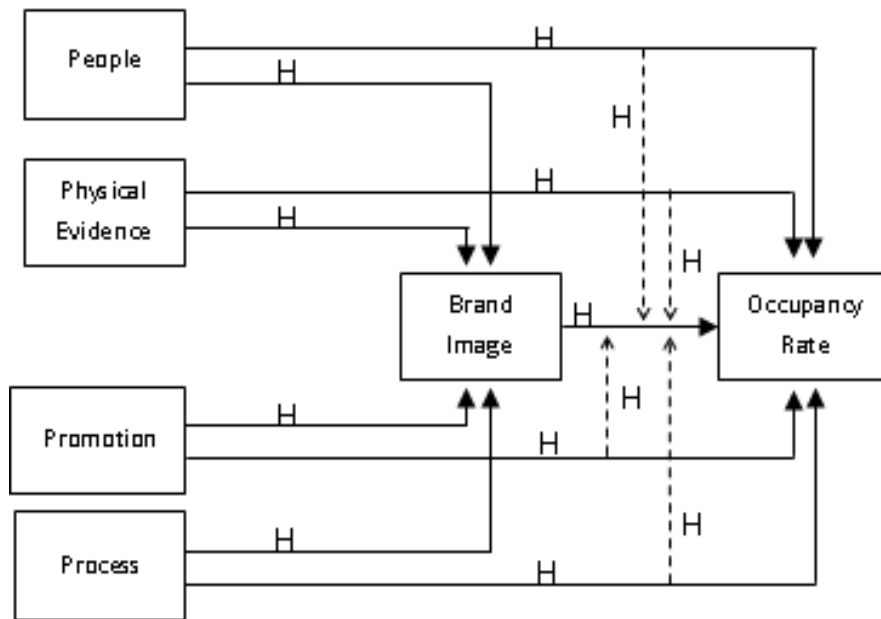 H
People
H
H
Physical
Evidence
H
H
H
Brand
Image
H
Occupancy
Rate
Promotion
H
H
H
Process
H
H
H